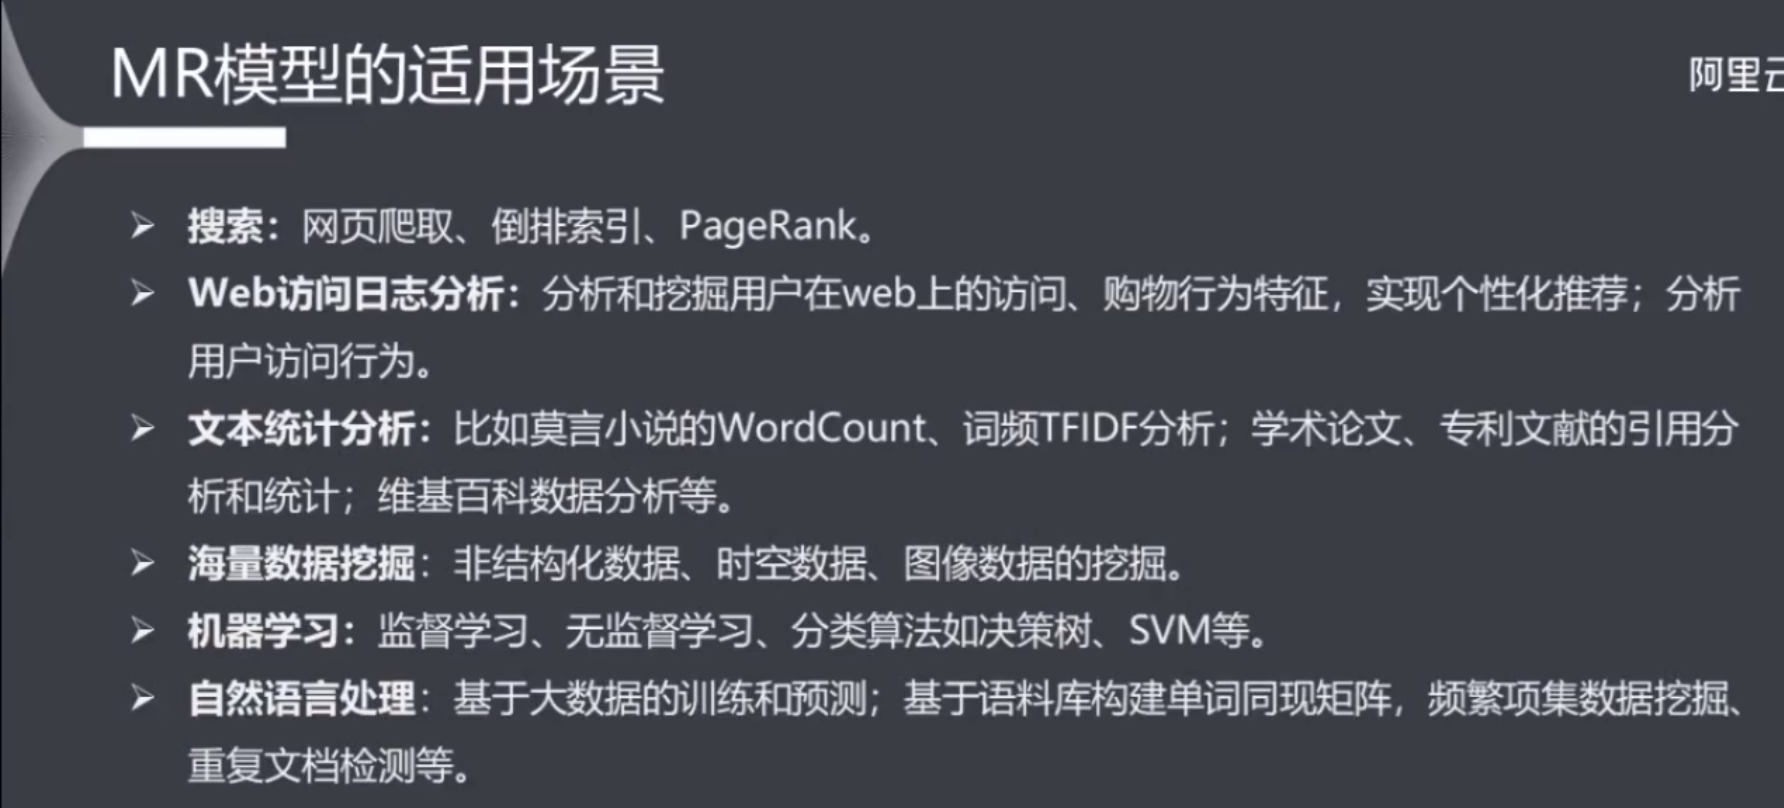 MR模型的适用场景
阿里云
搜索：网页爬取、倒排索引、PageRank。
Web访问日志分析：分析和挖掘用户在web上的访问、购物行为特征，实现个性化推荐；分析
用户访问行为。
文本统计分析：比如莫言小说的WordCount、词频TFIDF分析；学术论文、专利文献的引用分
析和统计；维基百科数据分析等。
海量数据挖掘：非结构化数据、时空数据、图像数据的挖掘。
机器学习：监督学习、无监督学习、分类算法如决策树、SVM等。
自然语言处理：基于大数据的训练和预测；基于语料库构建单词同现矩阵，频繁项集数据挖掘、
重复文档检测等。